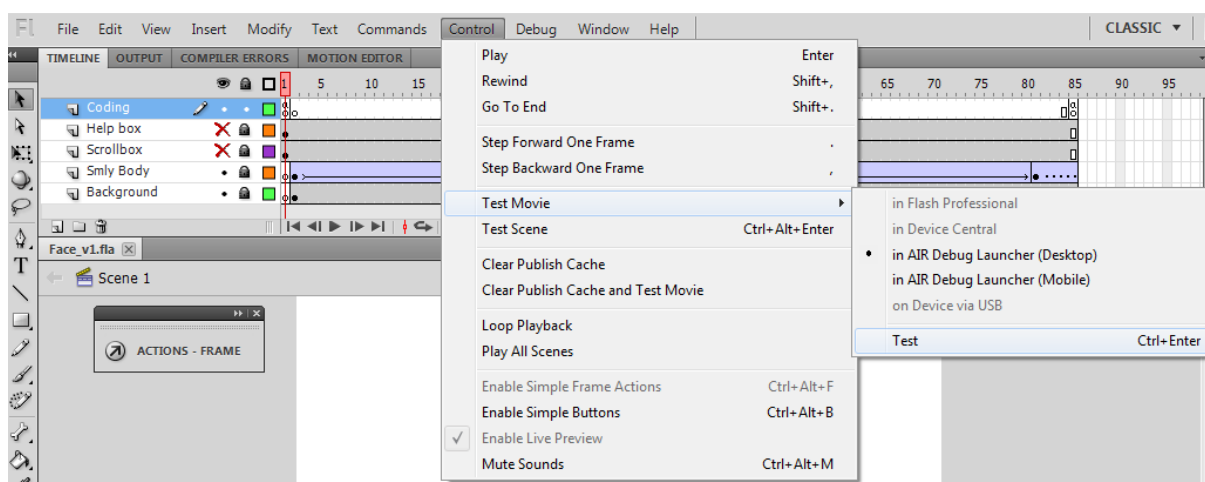 Fl File Edit View Insert Modify Text Commands Control Debug Window Help CLASSIC
TIMELINE OUTPUT COMPILER ERRORS MOTION EDITOR
1 5 10 15 65 70 75 80 85 90 95
Coding
Help box
Scrollbox
Smly Body
Background
Face_v1.fla
Scene 1
ACTIONS - FRAME
Play Enter
Rewind Shift+,
Go To End Shift+.
Step Forward One Frame .
Step Backward One Frame ,
Test Movie
Test Scene Ctrl+Alt+Enter
Clear Publish Cache
Clear Publish Cache and Test Movie
Loop Playback
Play All Scenes
Enable Simple Frame Actions Ctrl+Alt+F
Enable Simple Buttons Ctrl+Alt+B
Enable Live Preview
Mute Sounds Ctrl+Alt+M
in Flash Professional
in Device Central
in AIR Debug Launcher (Desktop)
in AIR Debug Launcher (Mobile)
on Device via USB
Test Ctrl+Enter